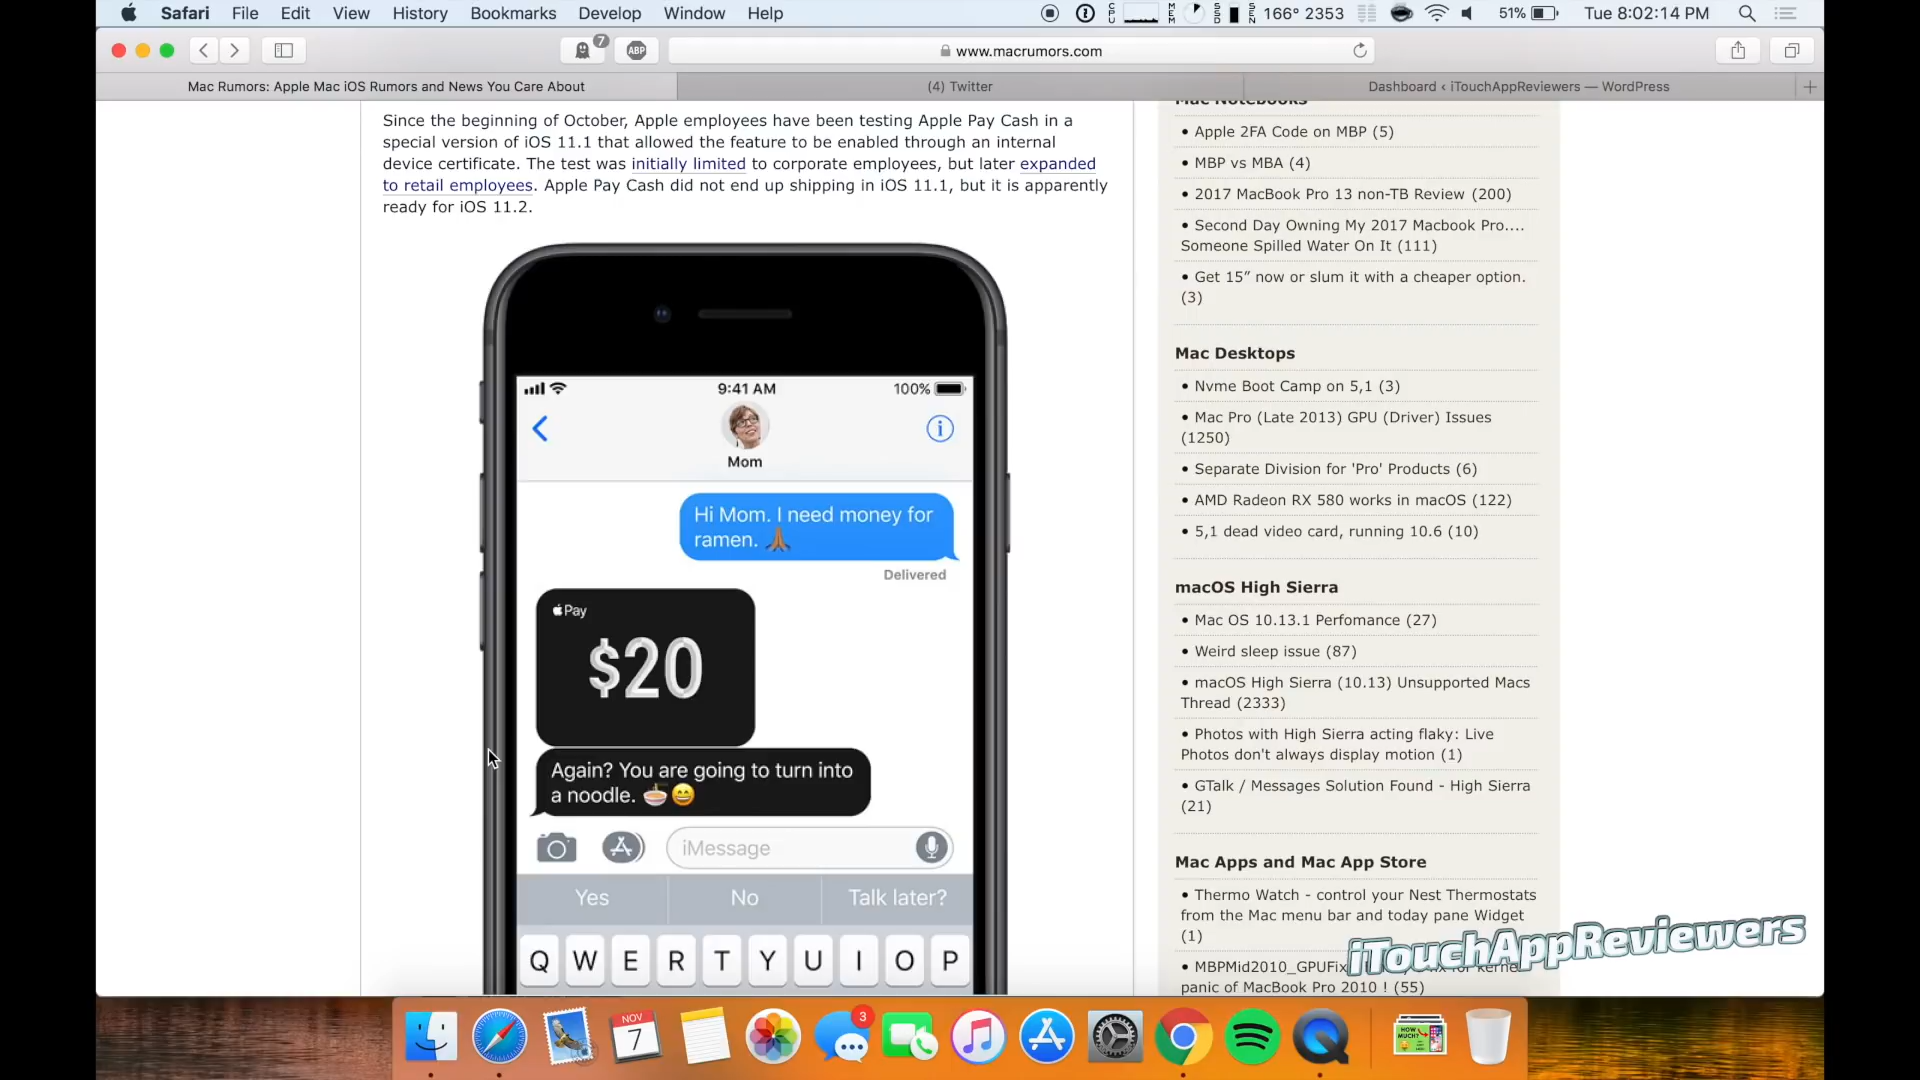 Safari File Edit View History Bookmarks Develop Window Help
CPU MEM SSD SEN 166° 2353 51% Tue 8:02:14 PM
7 ABP www.macrumors.com
Mac Rumors: Apple Mac iOS Rumors and News You Care About
(4) Twitter
Dashboard ‹ iTouchAppReviewers — WordPress
Since the beginning of October, Apple employees have been testing Apple Pay Cash in a
special version of iOS 11.1 that allowed the feature to be enabled through an internal
device certificate. The test was initially limited to corporate employees, but later expanded
to retail employees. Apple Pay Cash did not end up shipping in iOS 11.1, but it is apparently
ready for iOS 11.2.
9:41 AM 100%
Mom
Hi Mom. I need money for
ramen. 🙏🏾
Delivered
Pay
$20
Again? You are going to turn into
a noodle. 🍜😄
iMessage
Yes No Talk later?
Q W E R T Y U I O P
Mac Notebooks
• Apple 2FA Code on MBP (5)
• MBP vs MBA (4)
• 2017 MacBook Pro 13 non-TB Review (200)
• Second Day Owning My 2017 Macbook Pro....
Someone Spilled Water On It (111)
• Get 15” now or slum it with a cheaper option.
(3)
Mac Desktops
• Nvme Boot Camp on 5,1 (3)
• Mac Pro (Late 2013) GPU (Driver) Issues
(1250)
• Separate Division for 'Pro' Products (6)
• AMD Radeon RX 580 works in macOS (122)
• 5,1 dead video card, running 10.6 (10)
macOS High Sierra
• Mac OS 10.13.1 Perfomance (27)
• Weird sleep issue (87)
• macOS High Sierra (10.13) Unsupported Macs
Thread (2333)
• Photos with High Sierra acting flaky: Live
Photos don't always display motion (1)
• GTalk / Messages Solution Found - High Sierra
(21)
Mac Apps and Mac App Store
• Thermo Watch - control your Nest Thermostats
from the Mac menu bar and today pane Widget
(1)
• MBPMid2010_GPUFix kernel
panic of MacBook Pro 2010 ! (55)
iTouchAppReviewers
NOV
7
3
HOW
MUCH?